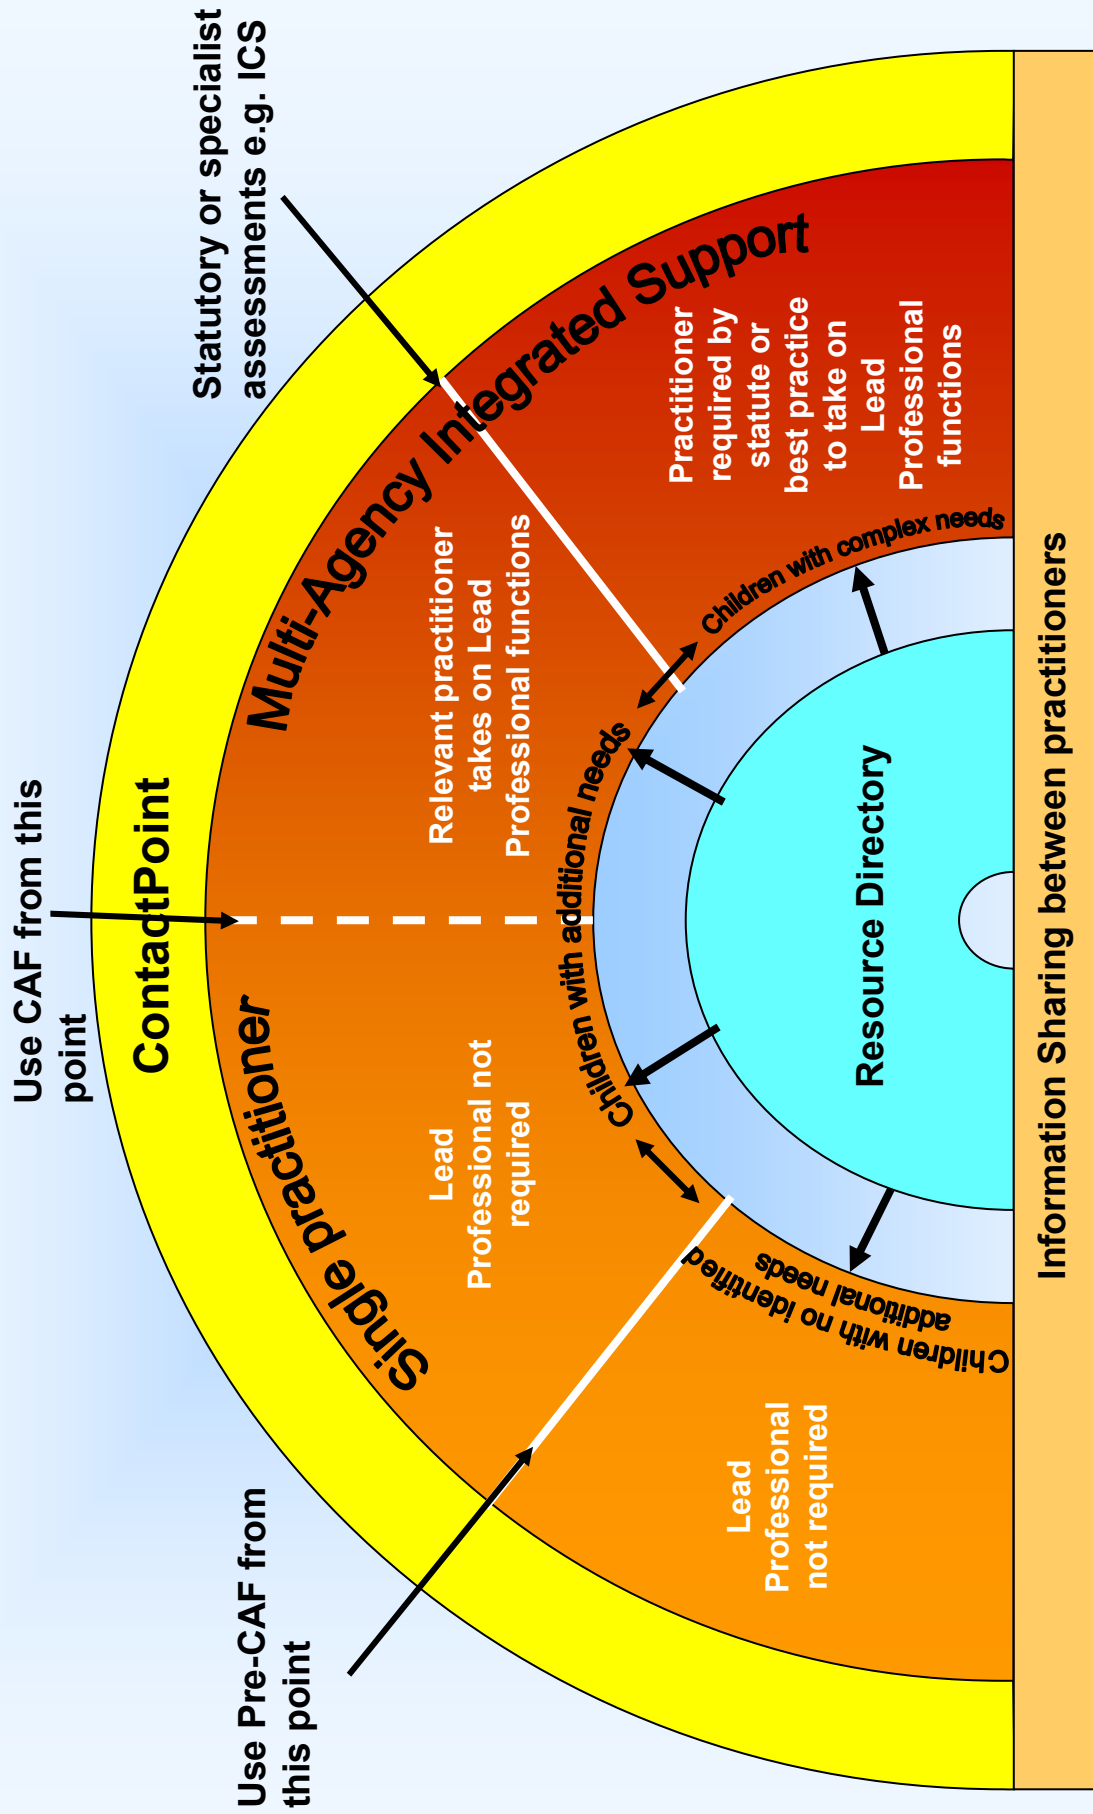 Use Pre-CAF from
this point
Use CAF from this
point
Statutory or specialist
assessments e.g. ICS
ContactPoint
Single practitioner
Multi-Agency Integrated Support
Lead
Professional
not required
Lead
Professional not
required
Relevant practitioner
takes on Lead
Professional functions
Practitioner
required by
statute or
best practice
to take on
Lead
Professional
functions
Children with no identified
additional needs
Children with additional needs
Children with complex needs
Resource Directory
Information Sharing between practitioners